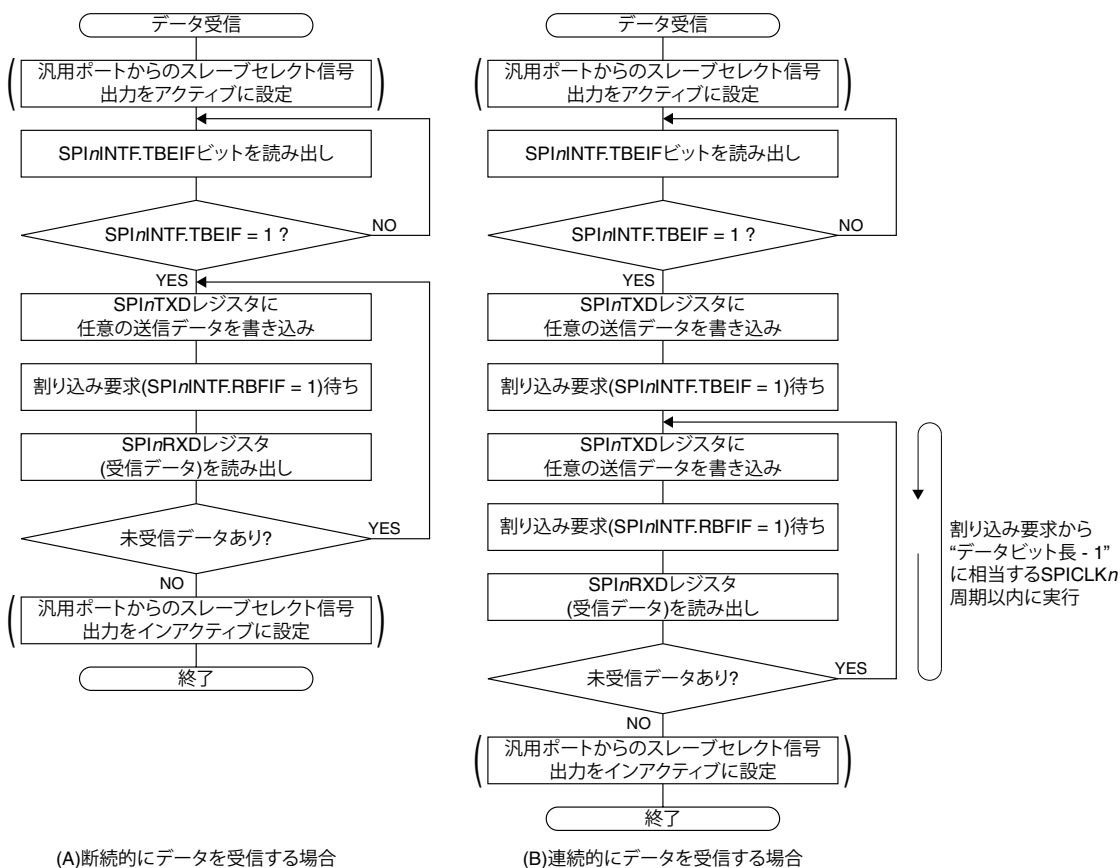 データ受信
汎用ポートからのスレーブセレクト信号
出力をアクティブに設定
SPInINTF.TBEIFビットを読み出し
SPInINTF.TBEIF = 1 ?
NO
YES
SPInTXDレジスタに
任意の送信データを書き込み
割り込み要求(SPInINTF.RBFIF = 1)待ち
SPInRXDレジスタ
(受信データ)を読み出し
未受信データあり?
YES
NO
汎用ポートからのスレーブセレクト信号
出力をインアクティブに設定
終了
(A)断続的にデータを受信する場合
データ受信
汎用ポートからのスレーブセレクト信号
出力をアクティブに設定
SPInINTF.TBEIFビットを読み出し
SPInINTF.TBEIF = 1 ?
NO
YES
SPInTXDレジスタに
任意の送信データを書き込み
割り込み要求(SPInINTF.TBEIF = 1)待ち
SPInTXDレジスタに
任意の送信データを書き込み
割り込み要求(SPInINTF.RBFIF = 1)待ち
SPInRXDレジスタ
(受信データ)を読み出し
未受信データあり?
YES
NO
汎用ポートからのスレーブセレクト信号
出力をインアクティブに設定
終了
割り込み要求から
“データビット長 - 1”
に相当するSPICLKn
周期以内に実行
(B)連続的にデータを受信する場合